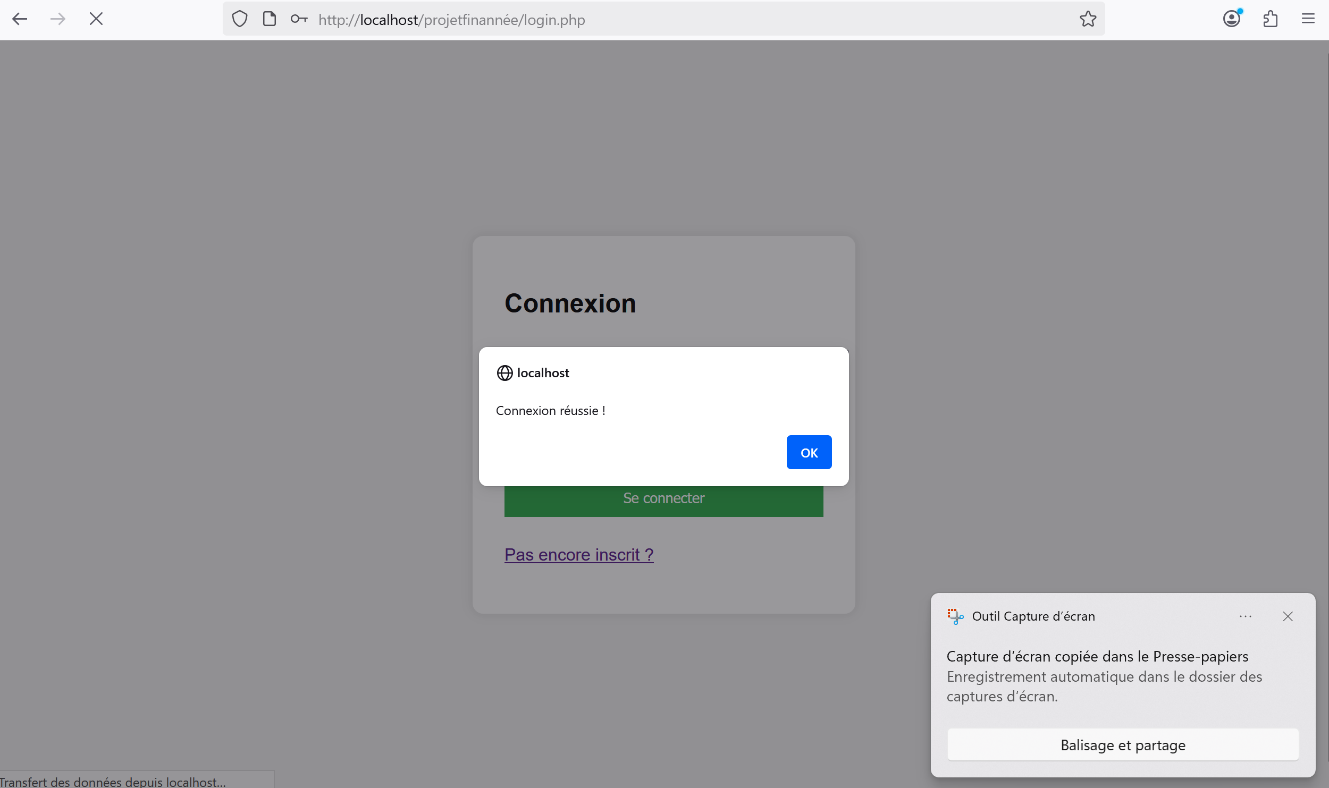 http://localhost/projetfinannée/login.php
Connexion
localhost
Connexion réussie !
OK
Se connecter
Pas encore inscrit ?
Outil Capture d'écran
Capture d'écran copiée dans le Presse-papiers
Enregistrement automatique dans le dossier des
captures d'écran.
Balisage et partage
Transfert des données depuis localhost...